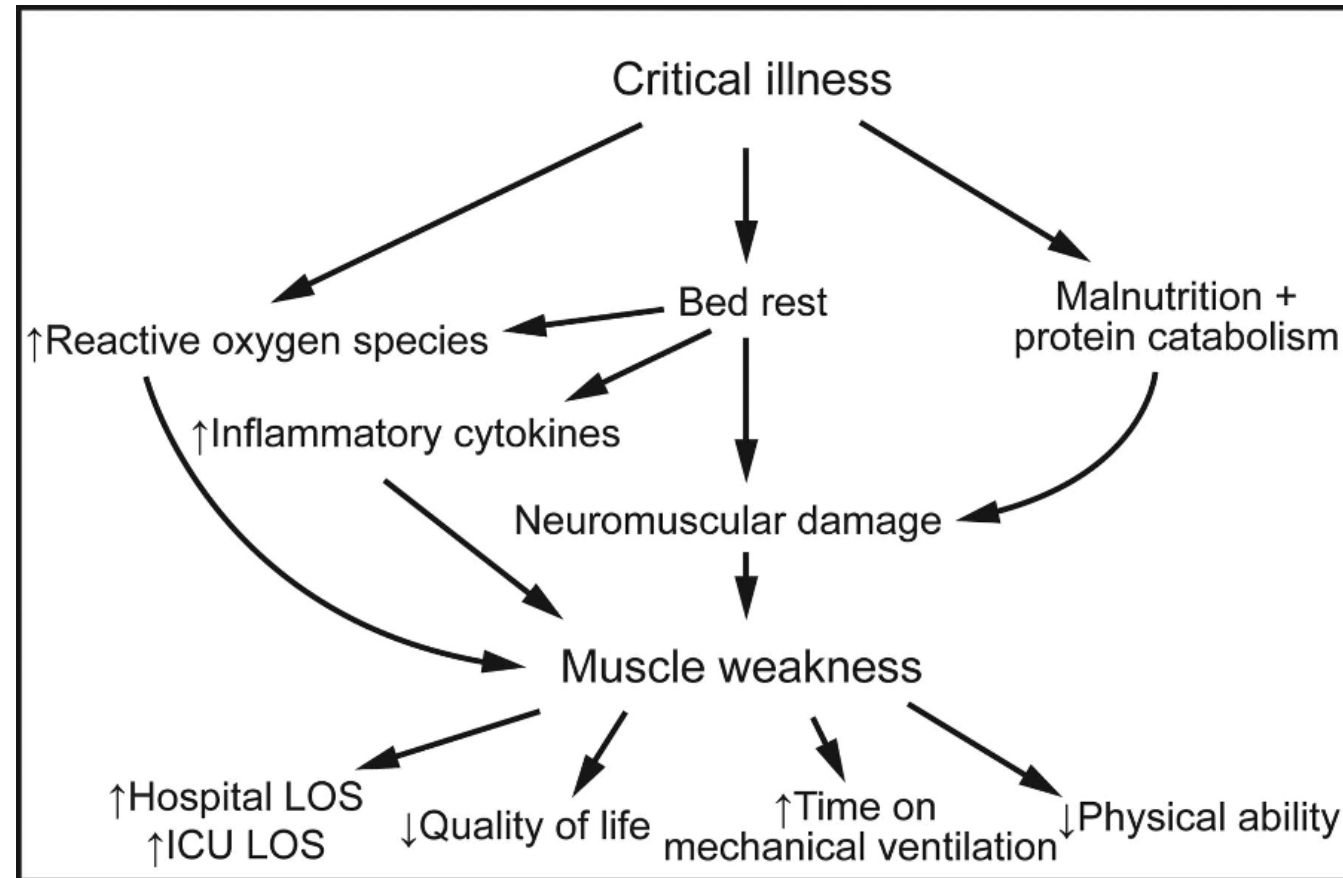 Critical illness
Bed rest
Malnutrition +
protein catabolism
↑Reactive oxygen species
↑Inflammatory cytokines
Neuromuscular damage
Muscle weakness
↑Hospital LOS
↑ICU LOS
↓Quality of life
↑Time on
mechanical ventilation
↓Physical ability